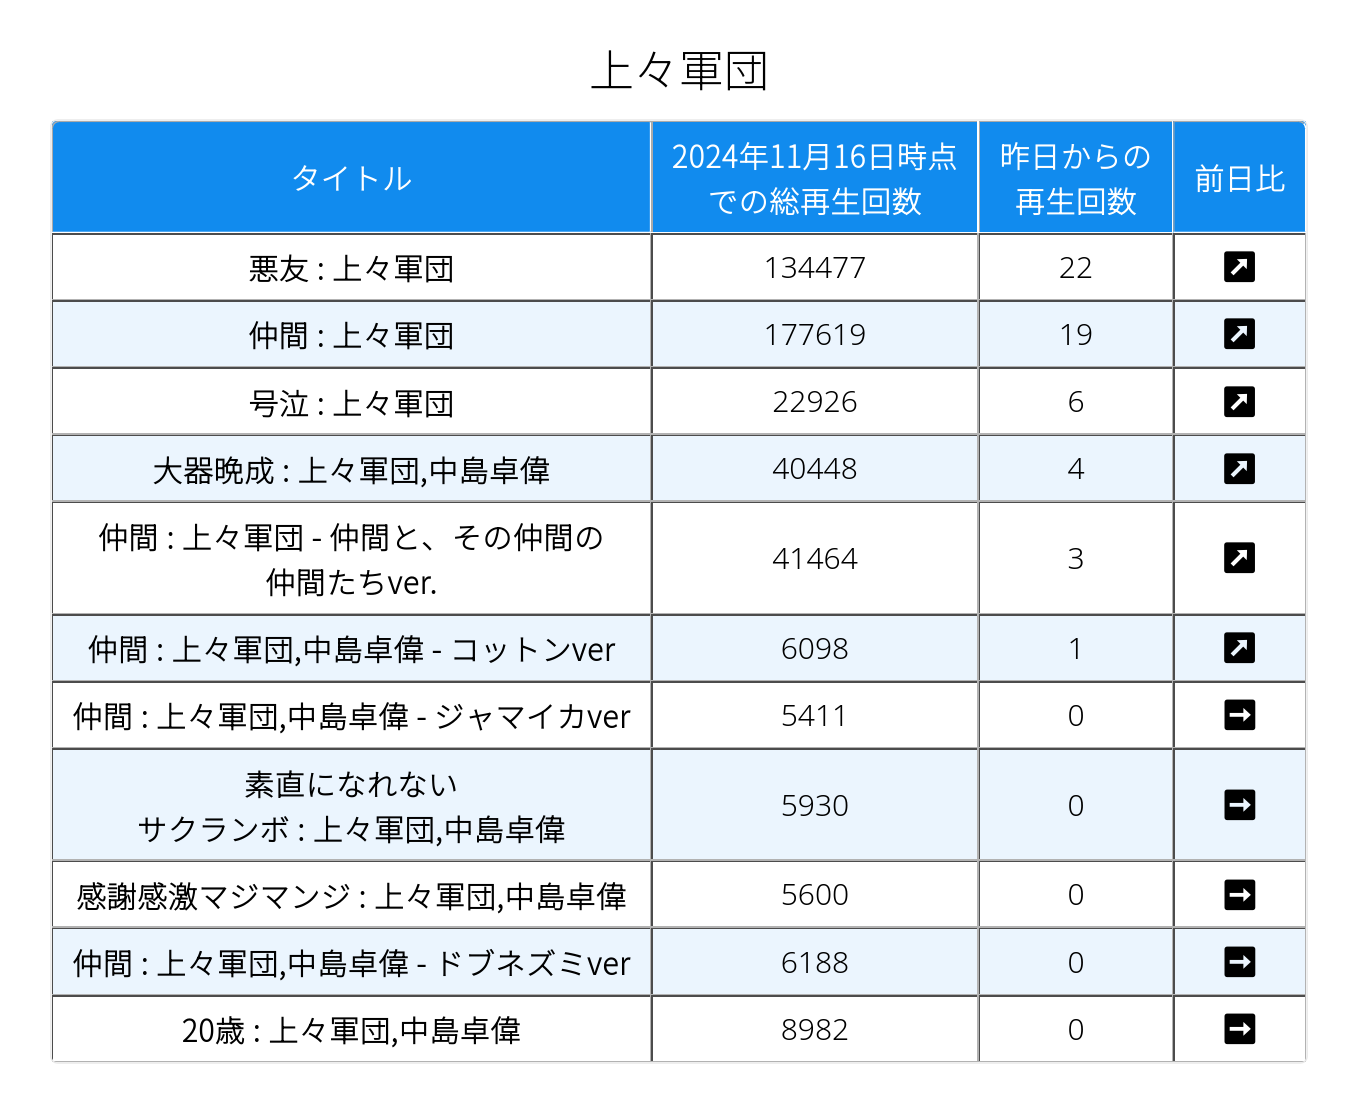 上々軍団
タイトル
2024年11月16日時点
での総再生回数
昨日からの
再生回数
前日比
悪友 : 上々軍団
134477
22
仲間 : 上々軍団
177619
19
号泣 : 上々軍団
22926
6
大器晩成 : 上々軍団,中島卓偉
40448
4
仲間 : 上々軍団 - 仲間と、その仲間の
仲間たちver.
41464
3
仲間 : 上々軍団,中島卓偉 - コットンver
6098
1
仲間 : 上々軍団,中島卓偉 - ジャマイカver
5411
0
素直になれない
サクランボ : 上々軍団,中島卓偉
5930
0
感謝感激マジマンジ : 上々軍団,中島卓偉
5600
0
仲間 : 上々軍団,中島卓偉 - ドブネズミver
6188
0
20歳 : 上々軍団,中島卓偉
8982
0